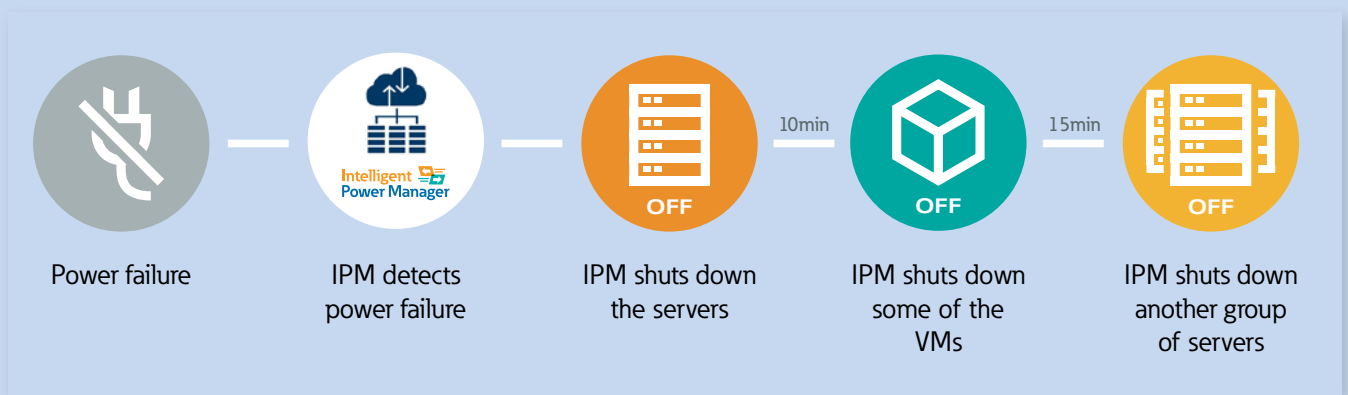 Intelligent
Power Manager
OFF
10min
OFF
15min
OFF
Power failure
IPM detects
power failure
IPM shuts down
the servers
IPM shuts down
some of the
VMs
IPM shuts down
another group
of servers